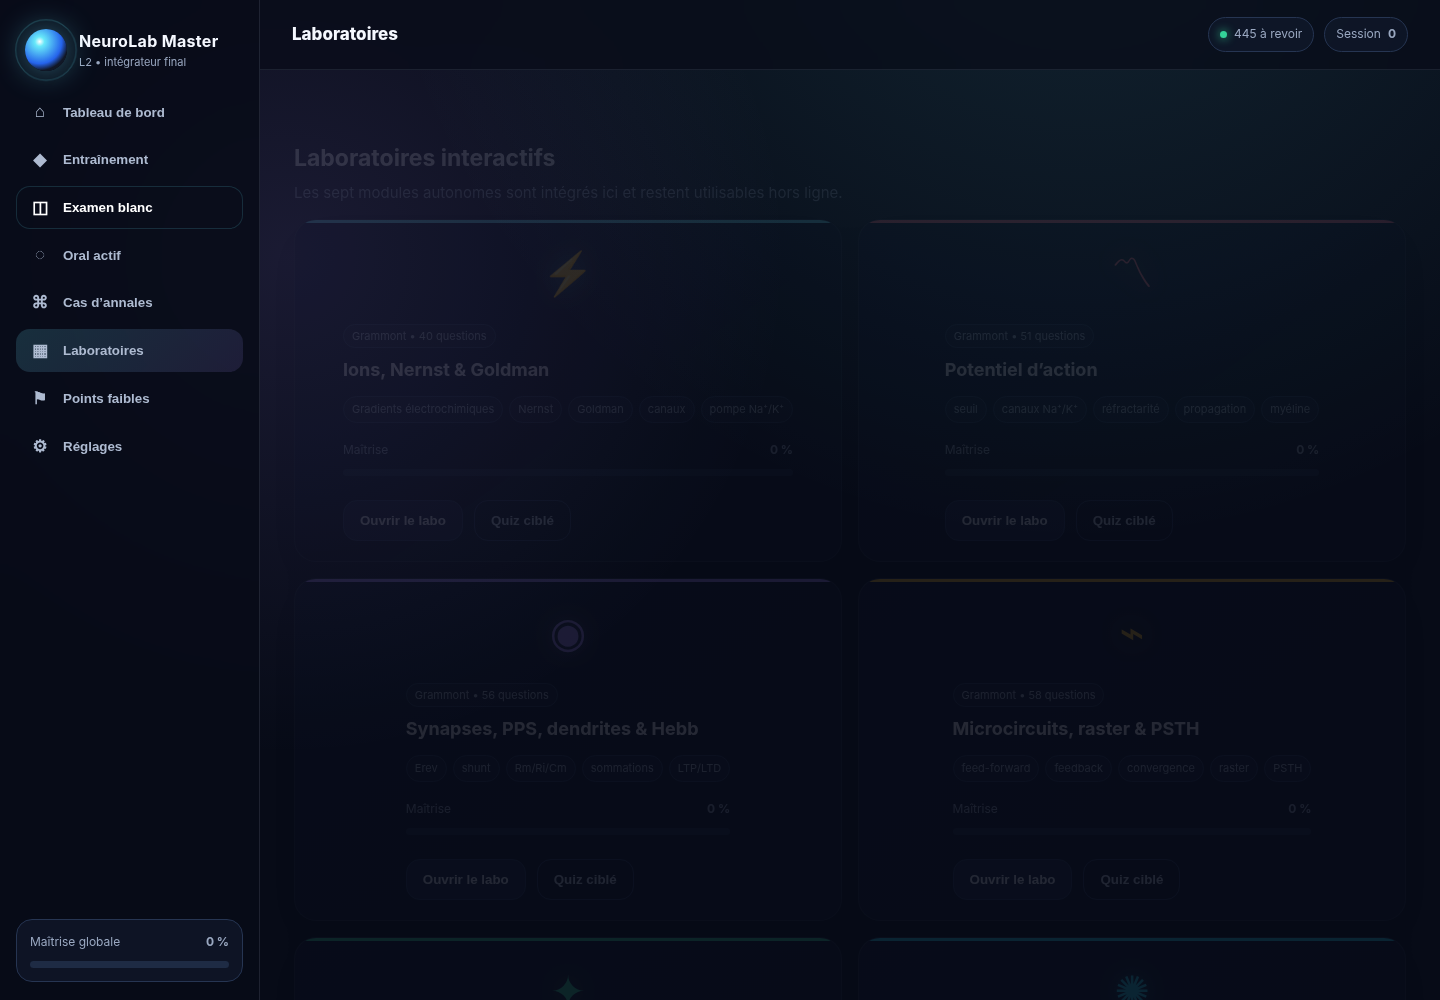 NeuroLab Master
L2 • intégrateur final
Tableau de bord
Entraînement
Examen blanc
Oral actif
Cas d’annales
Laboratoires
Points faibles
Réglages
Maîtrise globale 0 %
Laboratoires
445 à revoir
Session 0
Laboratoires interactifs
Les sept modules autonomes sont intégrés ici et restent utilisables hors ligne.
Grammont • 40 questions
Ions, Nernst & Goldman
Gradients électrochimiques Nernst Goldman canaux pompe Na⁺/K⁺
Maîtrise 0 %
Ouvrir le labo Quiz ciblé
Grammont • 51 questions
Potentiel d’action
seuil canaux Na⁺/K⁺ réfractarité propagation myéline
Maîtrise 0 %
Ouvrir le labo Quiz ciblé
Grammont • 56 questions
Synapses, PPS, dendrites & Hebb
Erev shunt Rm/Ri/Cm sommations LTP/LTD
Maîtrise 0 %
Ouvrir le labo Quiz ciblé
Grammont • 58 questions
Microcircuits, raster & PSTH
feed-forward feedback convergence raster PSTH
Maîtrise 0 %
Ouvrir le labo Quiz ciblé